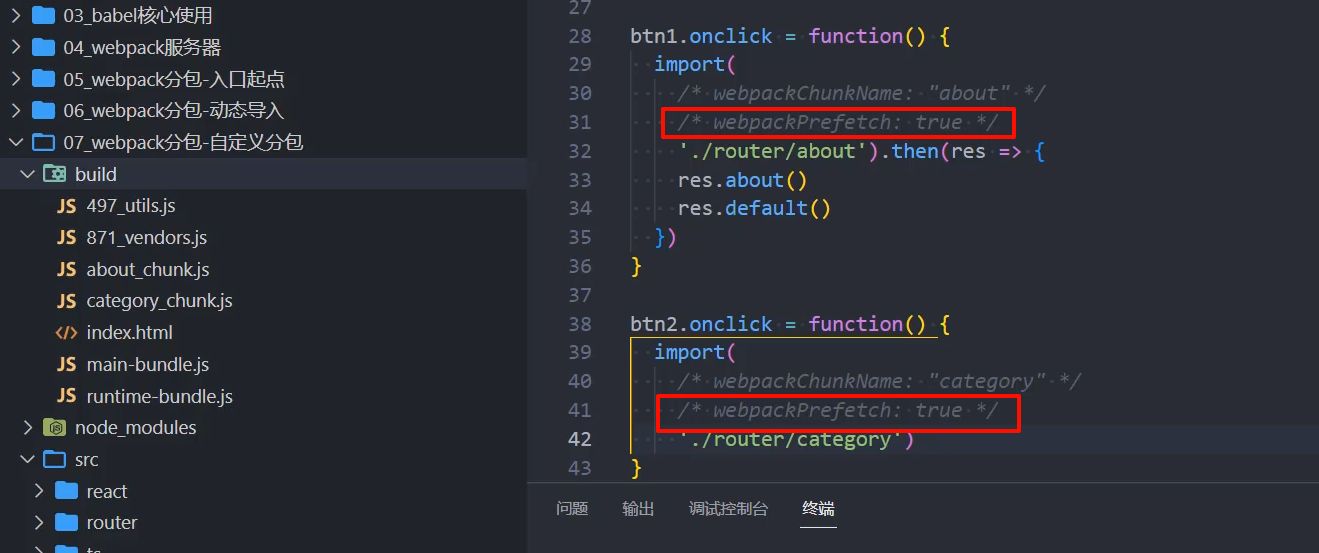 03_babel核心使用
04_webpack服务器
05_webpack分包-入口起点
06_webpack分包-动态导入
07_webpack分包-自定义分包
build
JS 497_utils.js
JS 871_vendors.js
JS about_chunk.js
JS category_chunk.js
<> index.html
JS main-bundle.js
JS runtime-bundle.js
node_modules
src
react
router
27
28 btn1.onclick = function() {
29 import(
30 /* webpackChunkName: "about" */
31 /* webpackPrefetch: true */
32 './router/about').then(res => {
33 res.about()
34 res.default()
35 })
36 }
37
38 btn2.onclick = function() {
39 import(
40 /* webpackChunkName: "category" */
41 /* webpackPrefetch: true */
42 './router/category')
43 }
问题 输出 调试控制台 终端